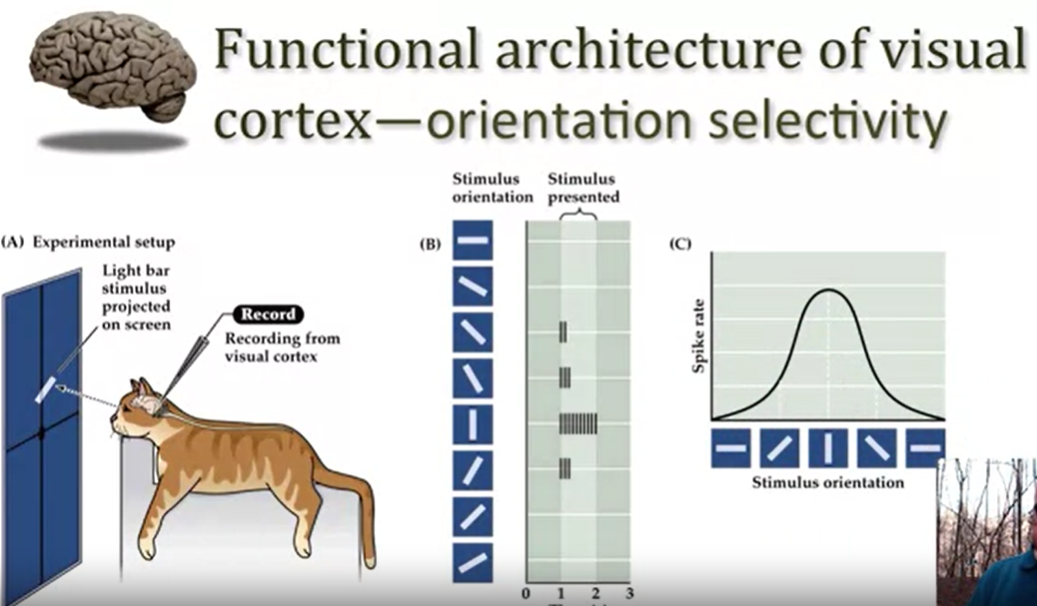 Functional architecture of visual
cortex—orientation selectivity
(A) Experimental setup
Light bar
stimulus
projected
on screen
Record
Recording from
visual cortex
(B)
Stimulus
orientation
Stimulus
presented
0 1 2 3
(C)
Spike rate
Stimulus orientation